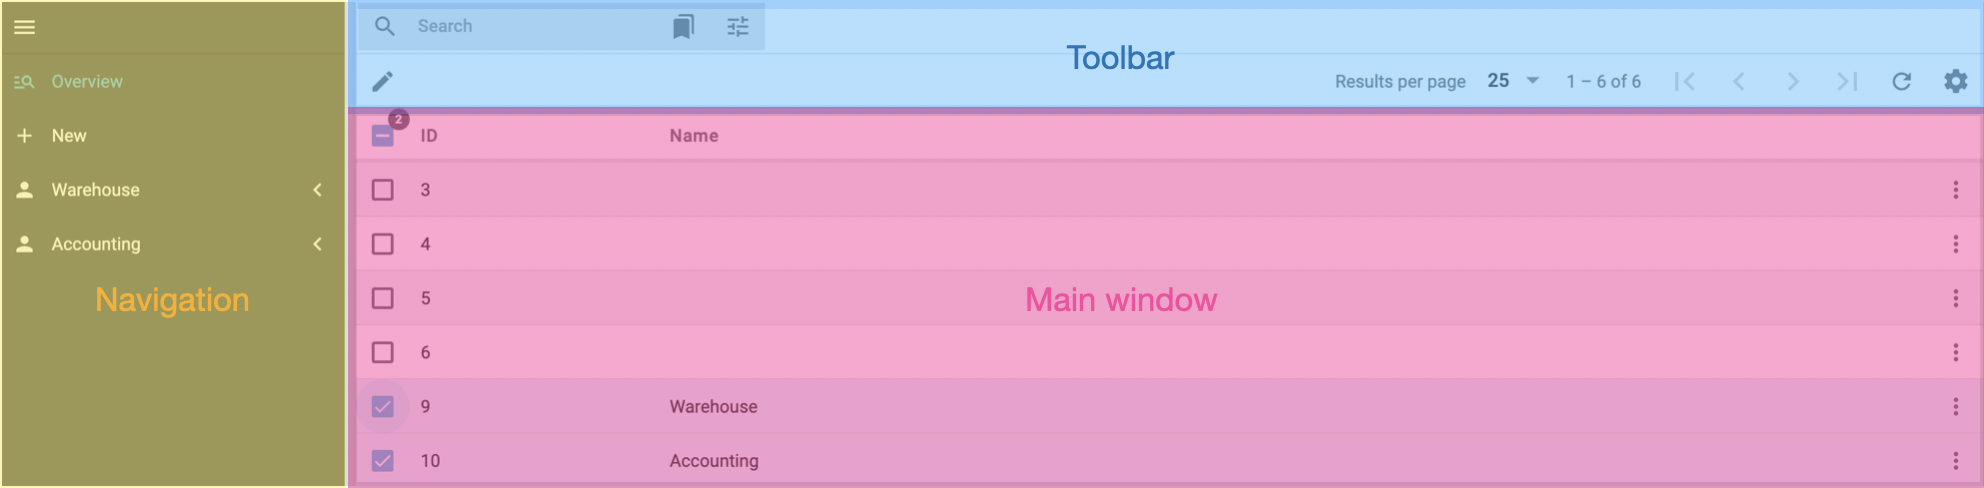 Search
Toolbar
Overview
Results per page 25 1 – 6 of 6
2
New
ID Name
Warehouse
3
Accounting
4
Navigation
5
Main window
6
9 Warehouse
10 Accounting